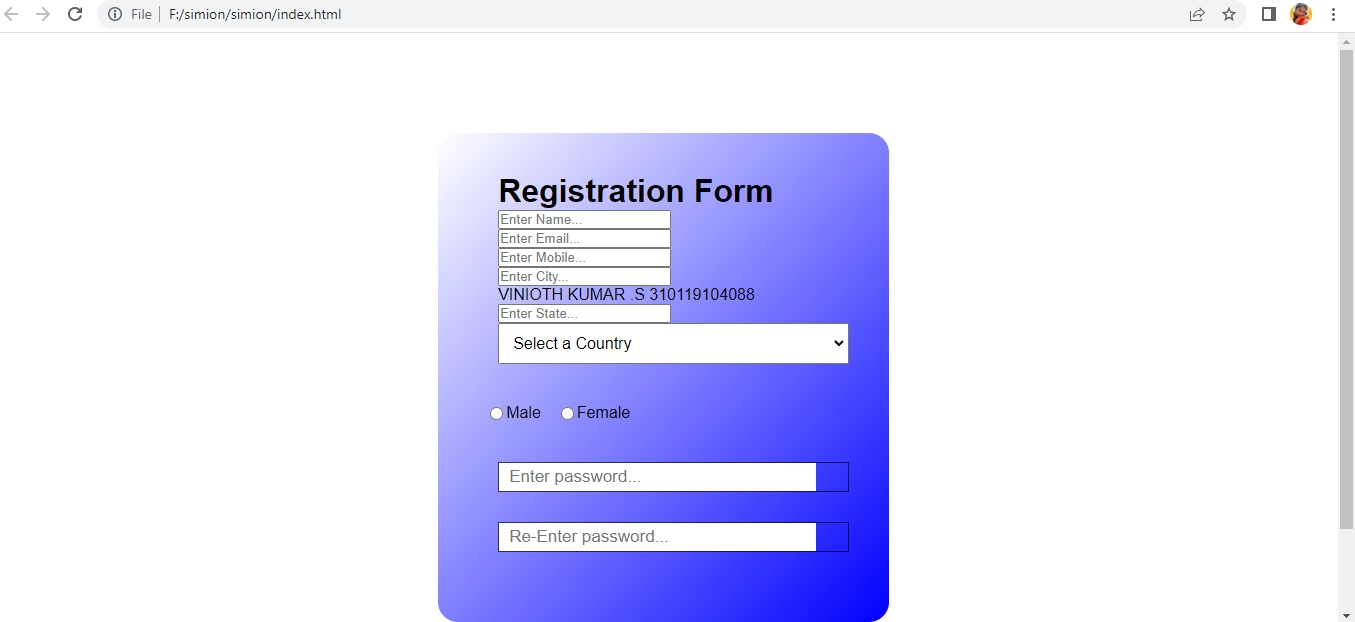 File F:/simion/simion/index.html
Registration Form
Enter Name...
Enter Email...
Enter Mobile...
Enter City...
VINIOTH KUMAR .S 310119104088
Enter State...
Select a Country
Male Female
Enter password...
Re-Enter password...